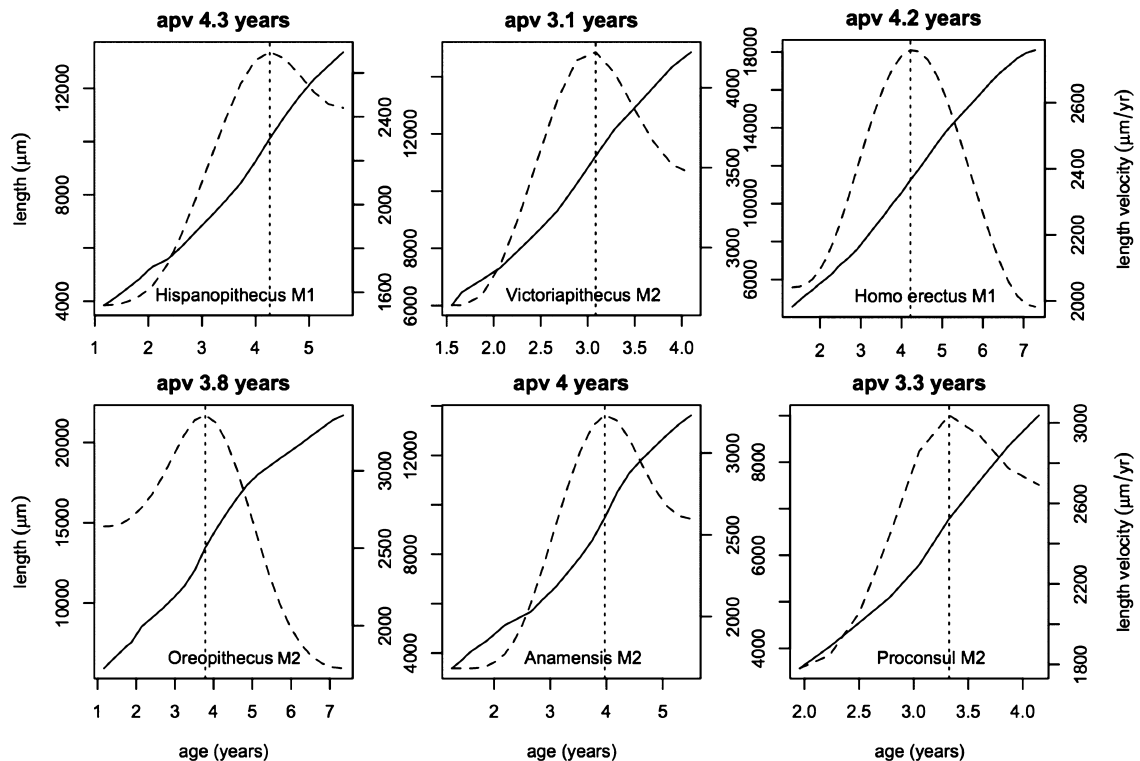 apv 4.3 years
length (μm)
4000 8000 12000
1600 2000 2400
Hispanopithecus M1
1 2 3 4 5
apv 3.1 years
6000 8000 12000
3000 3500 4000
Victoriapithecus M2
1.5 2.0 2.5 3.0 3.5 4.0
apv 4.2 years
6000 10000 14000 18000
2000 2200 2400 2600
length velocity (μm/yr)
Homo erectus M1
2 3 4 5 6 7
apv 3.8 years
length (μm)
10000 15000 20000
2000 2500 3000
Oreopithecus M2
1 2 3 4 5 6 7
age (years)
apv 4 years
4000 8000 12000
2000 2500 3000
Anamensis M2
2 3 4 5
age (years)
apv 3.3 years
4000 6000 8000
1800 2200 2600 3000
length velocity (μm/yr)
Proconsul M2
2.0 2.5 3.0 3.5 4.0
age (years)